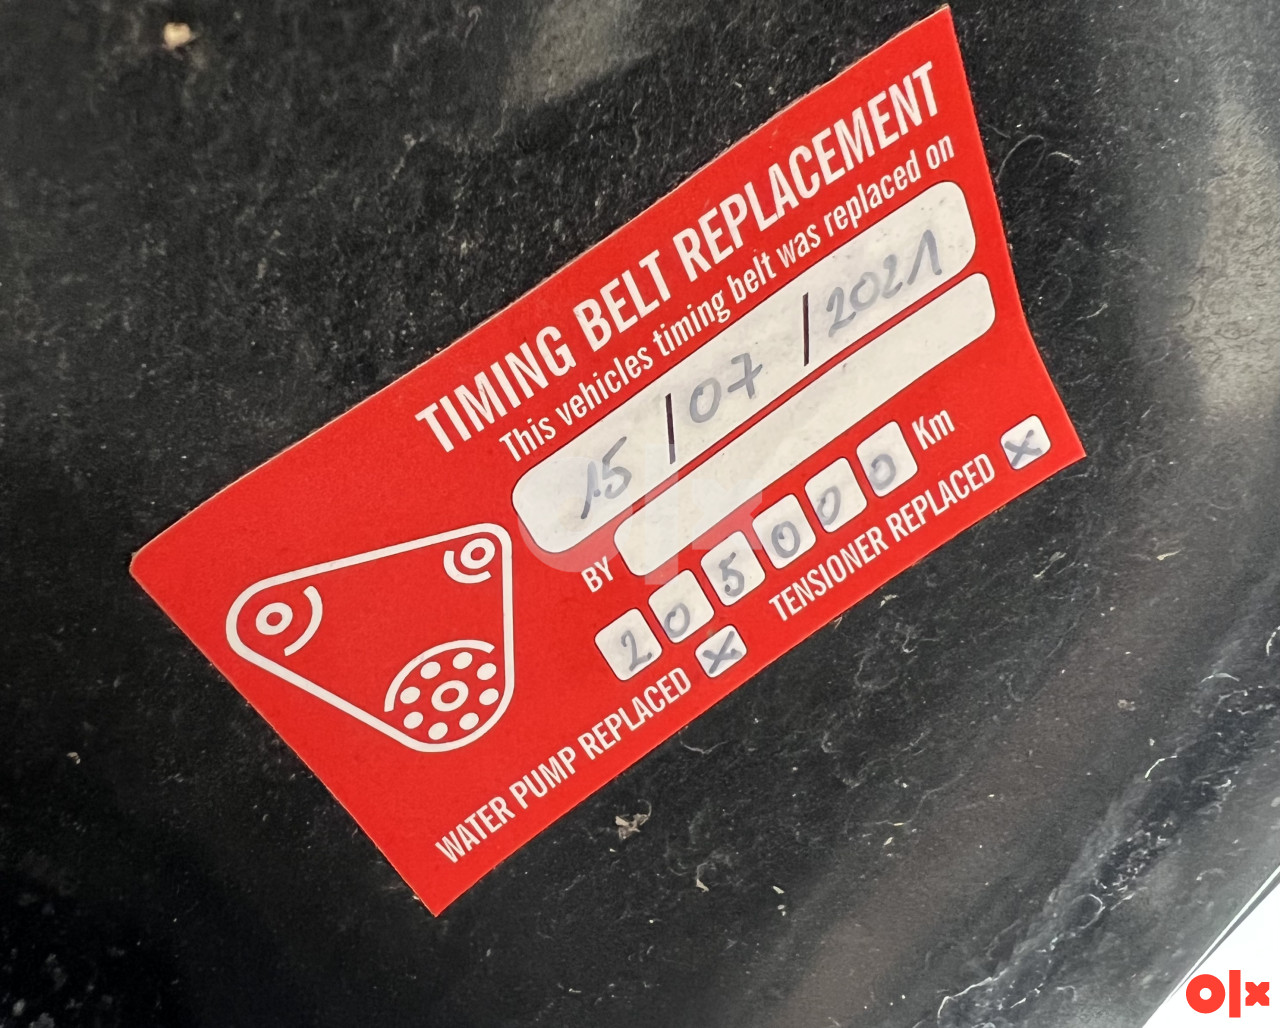 TIMING BELT REPLACEMENT
This vehicles timing belt was replaced on
15/07/2021
BY
205000 Km
WATER PUMP REPLACED X TENSIONER REPLACED X
olx
olx